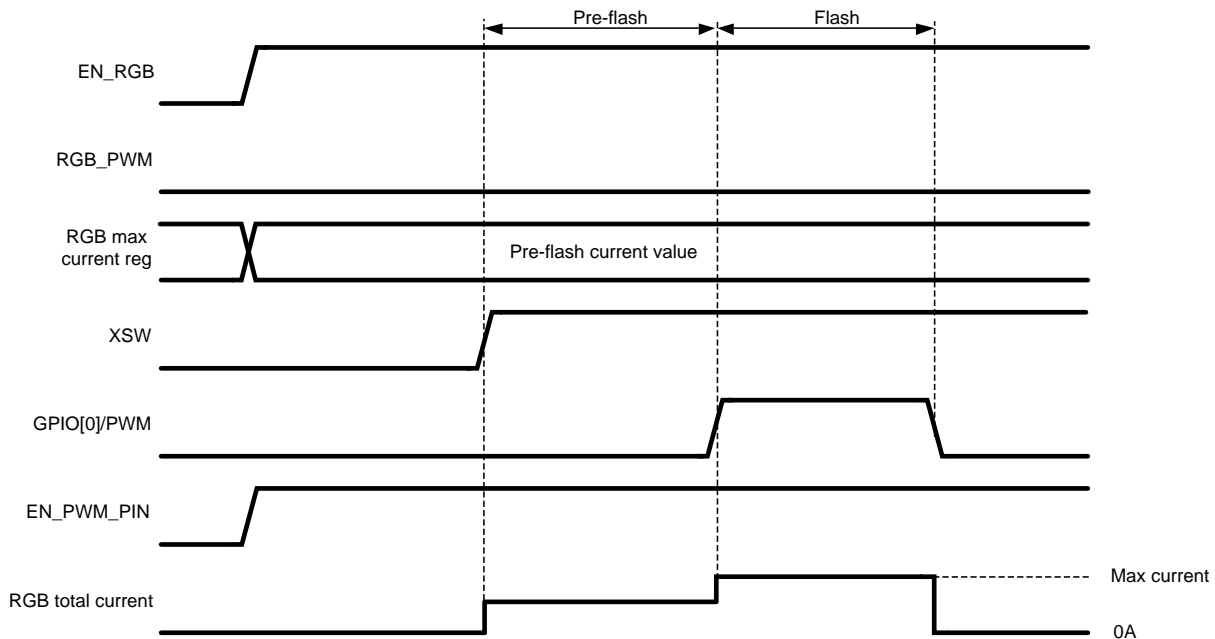 Pre-flash
Flash
EN_RGB
RGB_PWM
RGB max
current reg
Pre-flash current value
XSW
GPIO[0]/PWM
EN_PWM_PIN
RGB total current
Max current
0A